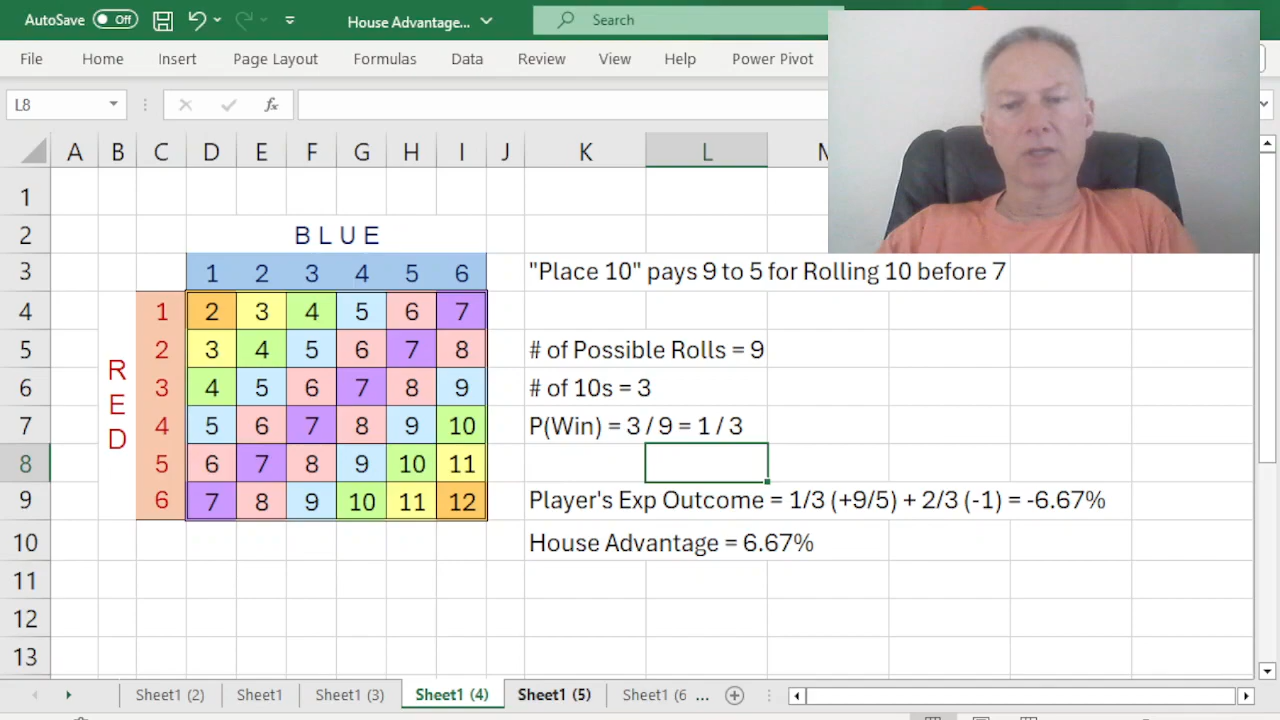 AutoSave Off House Advantage... Search
File Home Insert Page Layout Formulas Data Review View Help Power Pivot
L8 fx
A B C D E F G H I J K L
1
2 B L U E
3 1 2 3 4 5 6 "Place 10" pays 9 to 5 for Rolling 10 before 7
4 1 2 3 4 5 6 7
5 2 3 4 5 6 7 8 # of Possible Rolls = 9
6 3 4 5 6 7 8 9 # of 10s = 3
7 4 5 6 7 8 9 10 P(Win) = 3 / 9 = 1 / 3
8 5 6 7 8 9 10 11
9 6 7 8 9 10 11 12 Player's Exp Outcome = 1/3 (+9/5) + 2/3 (-1) = -6.67%
R
E
D
10 House Advantage = 6.67%
11
12
13
Sheet1 (2) Sheet1 Sheet1 (3) Sheet1 (4) Sheet1 (5) Sheet1 (6 ...